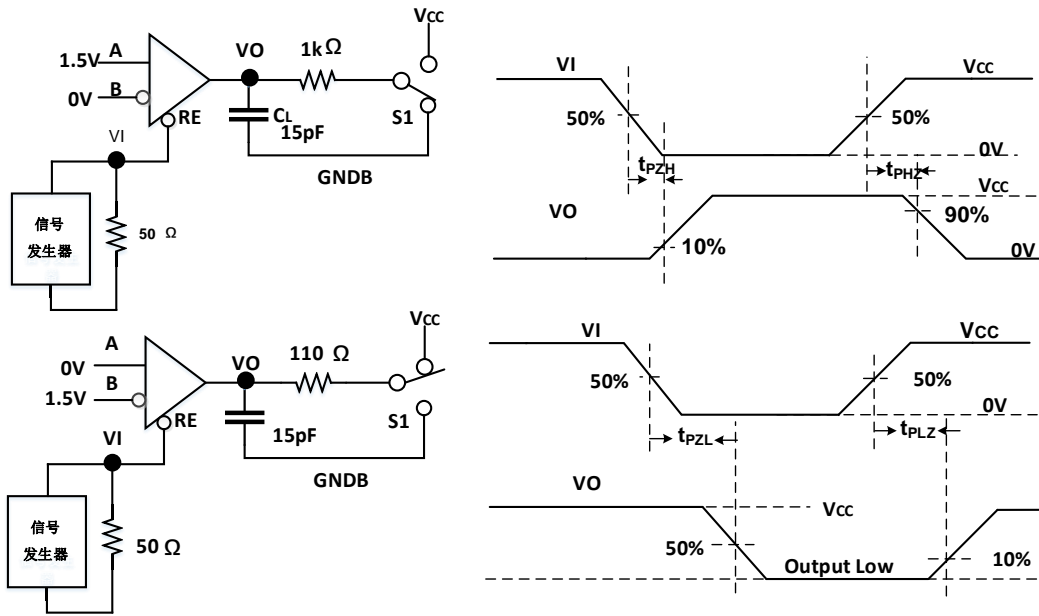 Vcc
1.5V A
VO
1kΩ
0V B
RE
CL
15pF
S1
VI
GNDB
信号
发生器
50 Ω
VI
Vcc
50%
50%
tPZH
0V
tPHZ
Vcc
VO
90%
10%
0V
Vcc
A
0V
VO
110 Ω
B
1.5V
RE
15pF
S1
VI
GNDB
信号
发生器
50Ω
VI
Vcc
50%
50%
0V
tPZL
tPLZ
VO
Vcc
50%
Output Low
10%